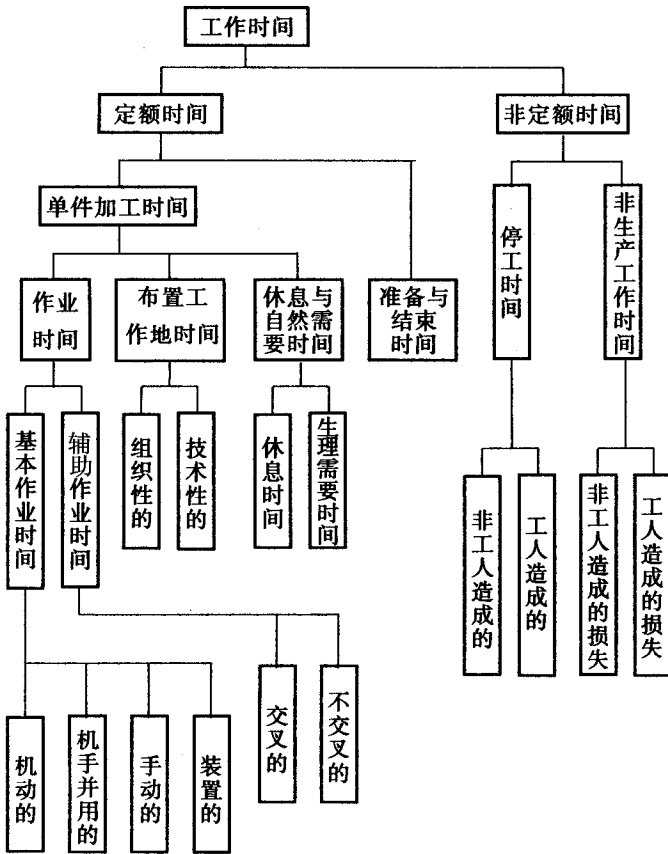 工作时间
定额时间
非定额时间
单件加工时间
停工时间
非生产工作时间
作业
时间
布置工
作地时间
休息与
自然需
要时间
准备与
结束
时间
基本作业时间
辅助作业时间
组织性的
技术性的
休息时间
生理需要时间
非工人造成的
工人造成的
非工人造成的损失
工人造成的损失
机动的
机手并用的
手动的
装置的
交叉的
不交叉的